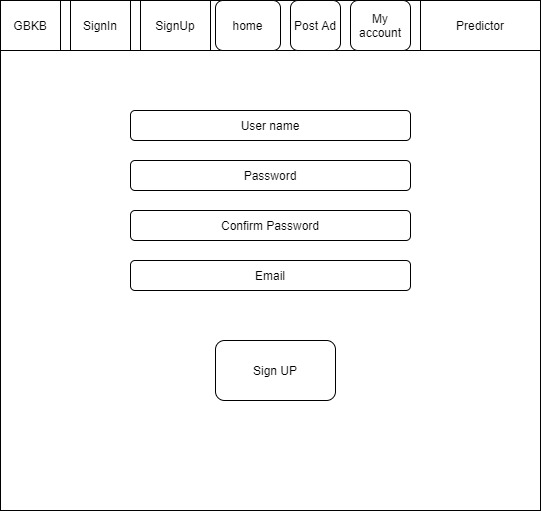 GBKB
SignIn
SignUp
home
Post Ad
My
account
Predictor
User name
Password
Confirm Password
Email
Sign UP